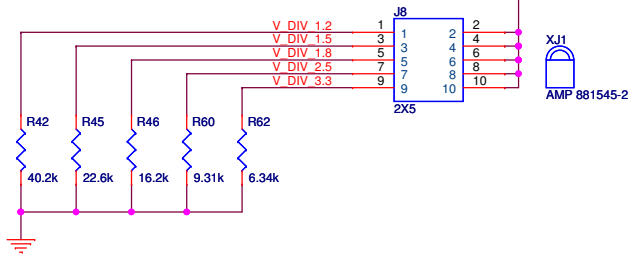 J8
V_DIV_1.2 1 1 2 2
V_DIV_1.5 3 3 4 4
V_DIV_1.8 5 5 6 6
V_DIV_2.5 7 7 8 8
V_DIV_3.3 9 9 10 10
2X5
XJ1
AMP 881545-2
R42 R45 R46 R60 R62
40.2k 22.6k 16.2k 9.31k 6.34k